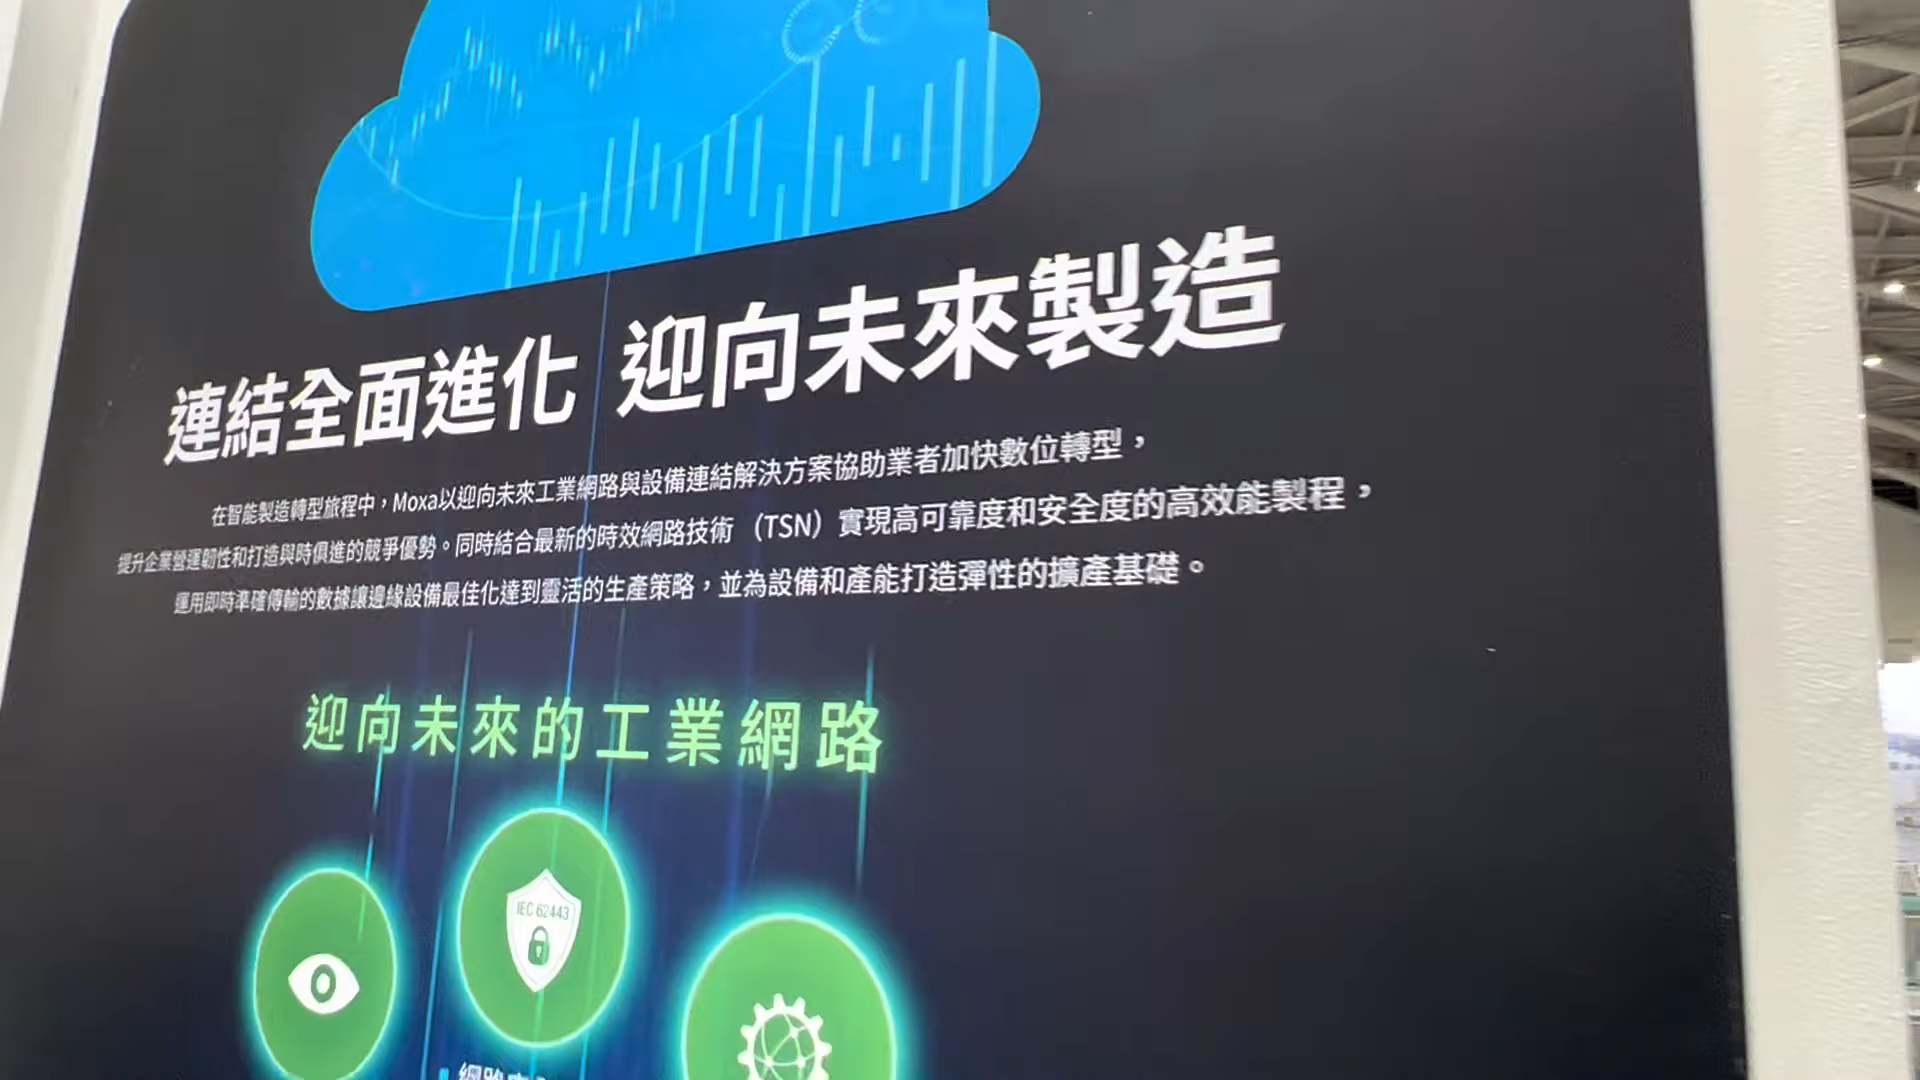 連結全面進化 迎向未來製造
在智能製造轉型旅程中，Moxa以迎向未來工業網路與設備連結解決方案協助業者加快數位轉型，
提升企業營運韌性和打造與時俱進的競爭優勢。同時結合最新的時效網路技術 （TSN）實現高可靠度和安全度的高效能製程，
運用即時準確傳輸的數據讓邊緣設備最佳化達到靈活的生產策略，並為設備和產能打造彈性的擴產基礎。
迎向未來的工業網路
IEC 62443